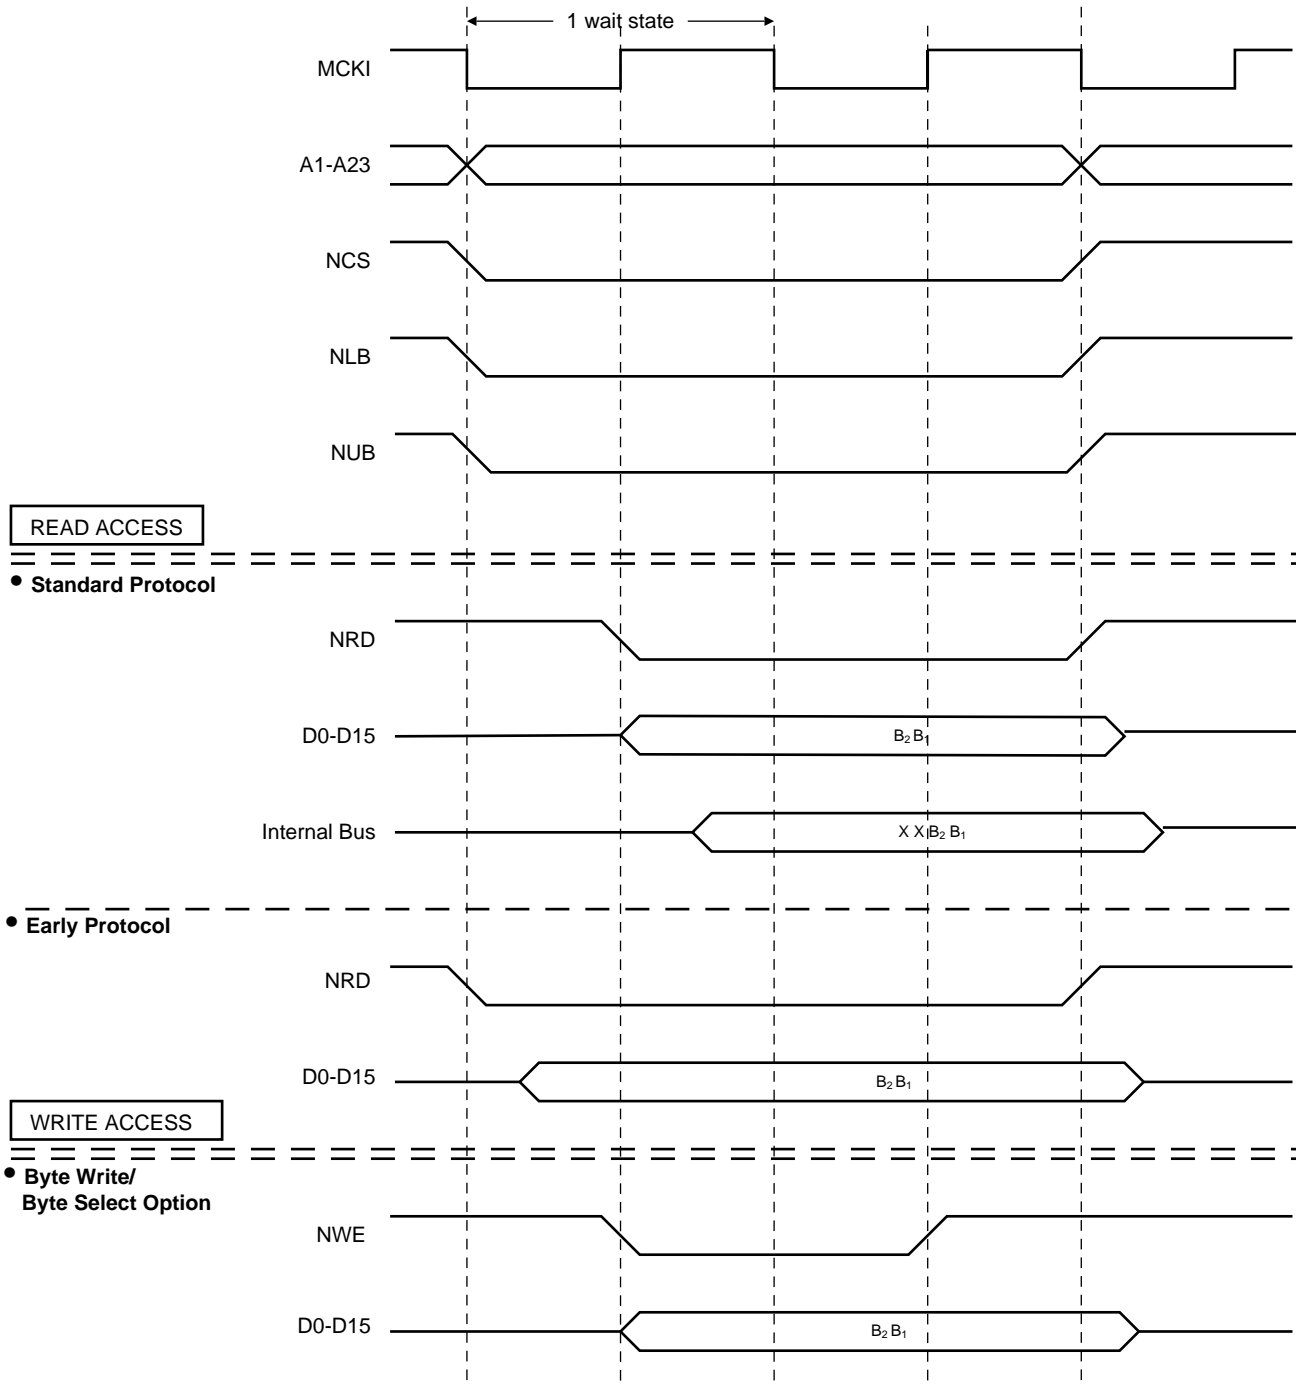 1 wait state
MCKI
A1-A23
NCS
NLB
NUB
READ ACCESS
• Standard Protocol
NRD
D0-D15
B₂ B₁
Internal Bus
X X B₂ B₁
• Early Protocol
NRD
D0-D15
B₂ B₁
WRITE ACCESS
• Byte Write/
Byte Select Option
NWE
D0-D15
B₂ B₁